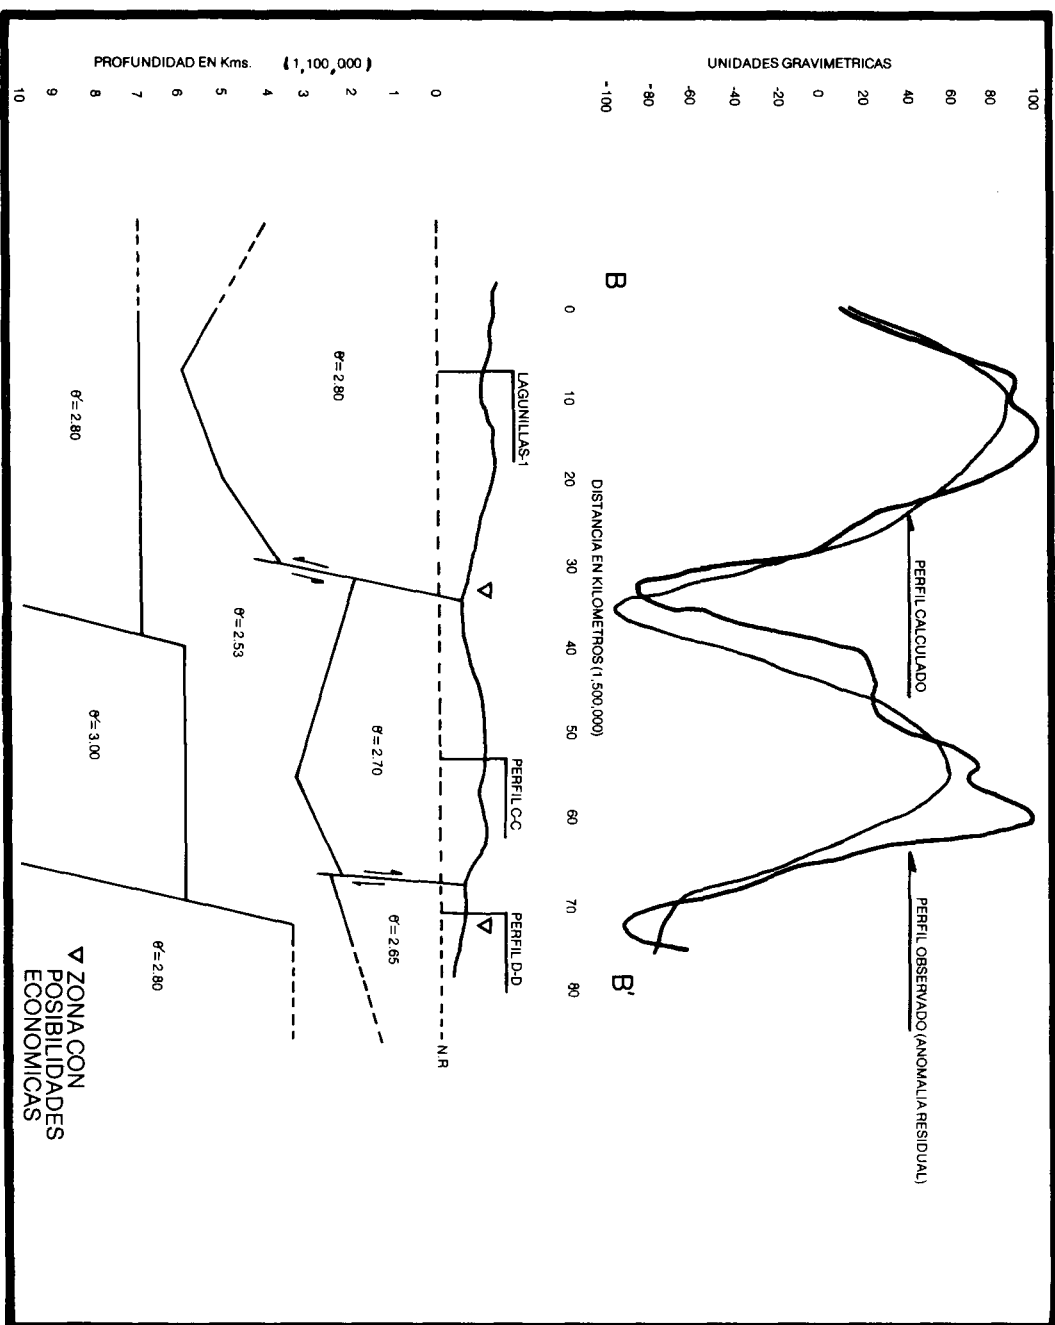 UNIDADES GRAVIMETRICAS
100
80
60
40
20
0
-20
-40
-60
-80
-100
PERFIL CALCULADO
PERFIL OBSERVADO (ANOMALIA RESIDUAL)
B
B'
DISTANCIA EN KILOMETROS (1,500,000)
0
10
20
30
40
50
60
70
80
LAGUNILLAS-1
PERFIL C-C
PERFIL D-D
N.R
PROFUNDIDAD EN Kms. (1,100,000)
0
1
2
3
4
5
6
7
8
9
10
= 2.80
= 2.70
= 2.65
= 2.53
= 2.80
= 3.00
= 2.80
ZONA CON
POSIBILIDADES
ECONOMICAS